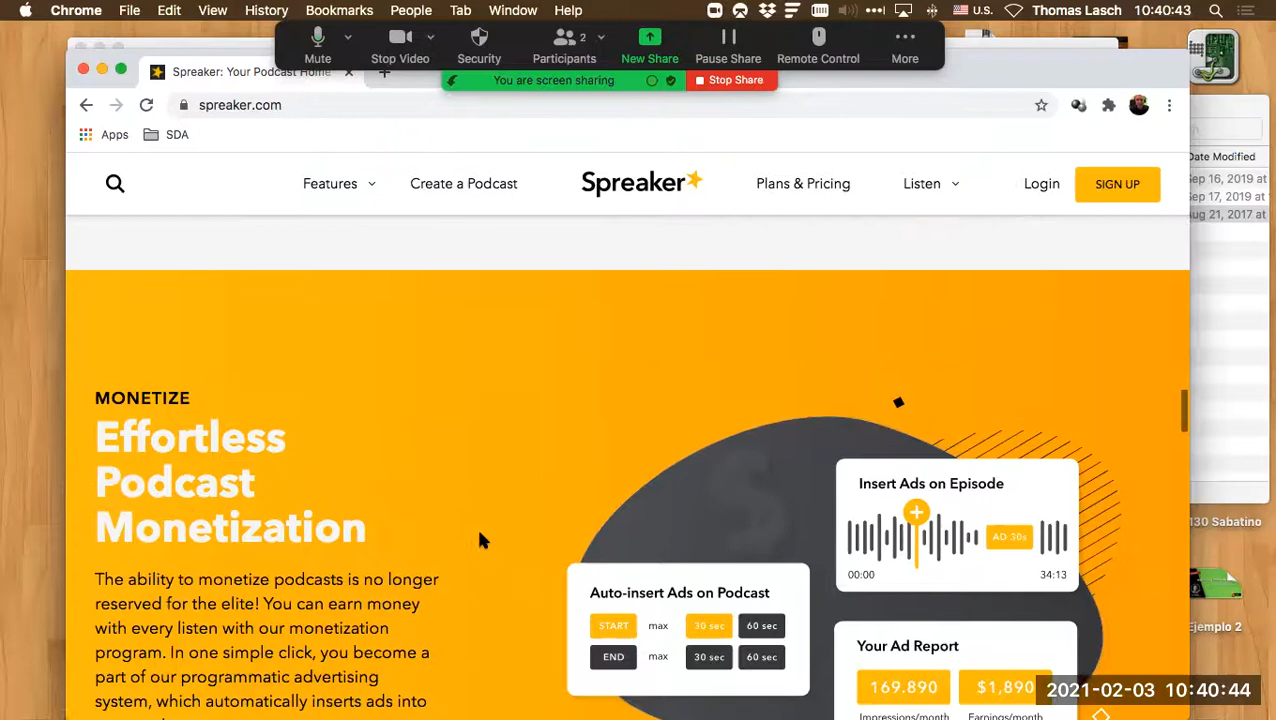 Chrome File Edit View History Bookmarks People Tab Window Help U.S. Thomas Lasch 10:40:43
Mute Stop Video Security 2 Participants New Share Pause Share Remote Control More
You are screen sharing Stop Share
Spreaker: Your Podcast Home
spreaker.com
Apps SDA
Date Modified
Sep 16, 2019 at
Sep 17, 2019 at
Aug 21, 2017 at
Features Create a Podcast Spreaker Plans & Pricing Listen Login SIGN UP
MONETIZE
Effortless
Podcast
Monetization
The ability to monetize podcasts is no longer
reserved for the elite! You can earn money
with every listen with our monetization
program. In one simple click, you become a
part of our programmatic advertising
system, which automatically inserts ads into
Insert Ads on Episode
AD 30s
00:00 34:13
Auto-insert Ads on Podcast
START max 30 sec 60 sec
END max 30 sec 60 sec
Your Ad Report
169.890 $1,890
Impressions/month Earnings/month
130 Sabatino
Ejemplo 2
2021-02-03 10:40:44